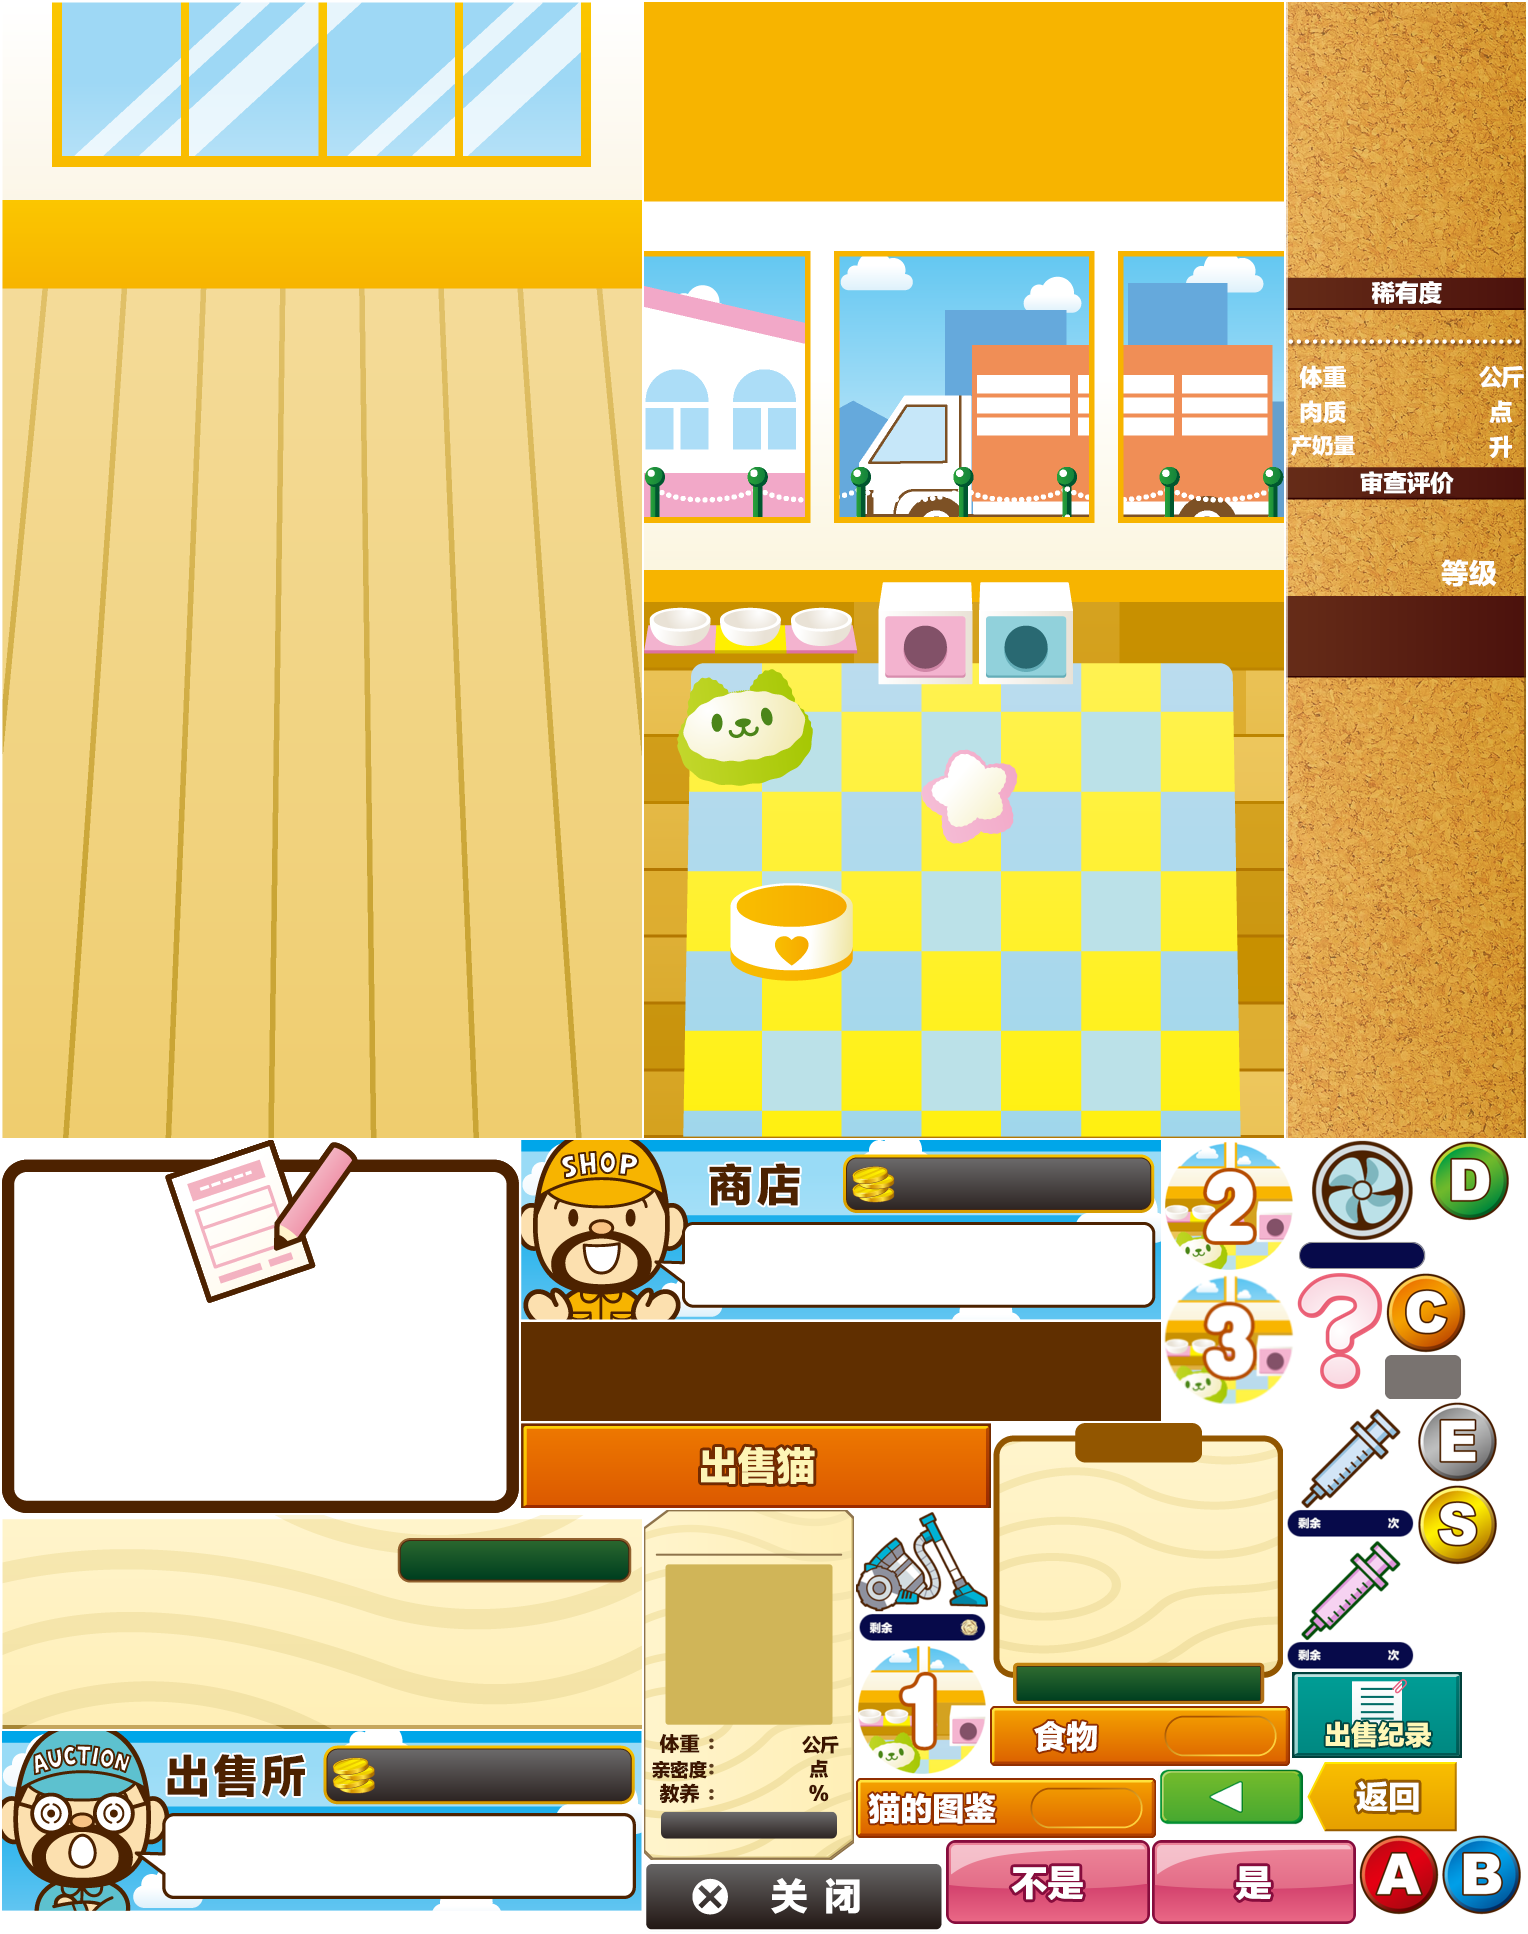 稀有度
体重 公斤
肉质 点
产奶量 升
审查评价
等级
SHOP
商店
2
D
3
C
出售猫
E
剩余 次
S
剩余
剩余 次
1
出售纪录
食物
体重： 公斤
亲密度： 点
教养： %
AUCTION
出售所
猫的图鉴
返回
关闭
不是
是
A
B